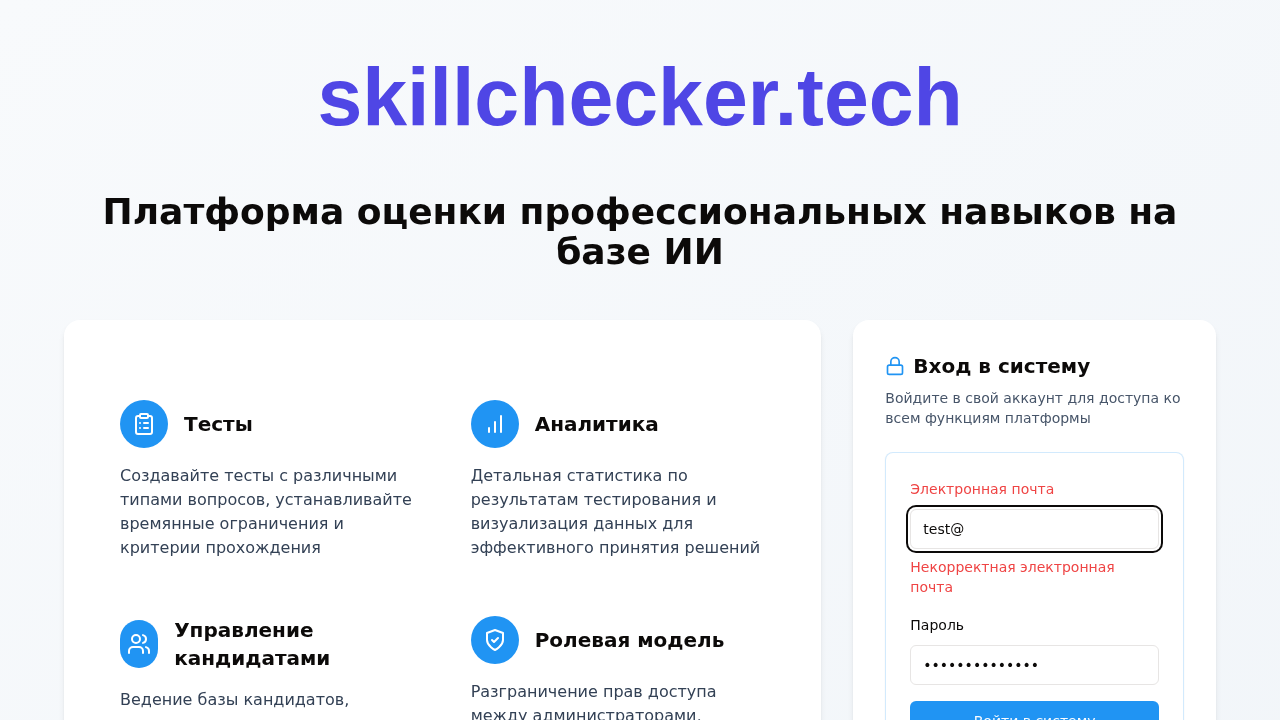 skillchecker.tech
Платформа оценки профессиональных навыков на
базе ИИ
Тесты
Создавайте тесты с различными
типами вопросов, устанавливайте
времянные ограничения и
критерии прохождения
Аналитика
Детальная статистика по
результатам тестирования и
визуализация данных для
эффективного принятия решений
Управление
кандидатами
Ведение базы кандидатов,
Ролевая модель
Разграничение прав доступа
между администраторами,
Вход в систему
Войдите в свой аккаунт для доступа ко
всем функциям платформы
Электронная почта
test@
Некорректная электронная
почта
Пароль
••••••••••••••
Войти в систему